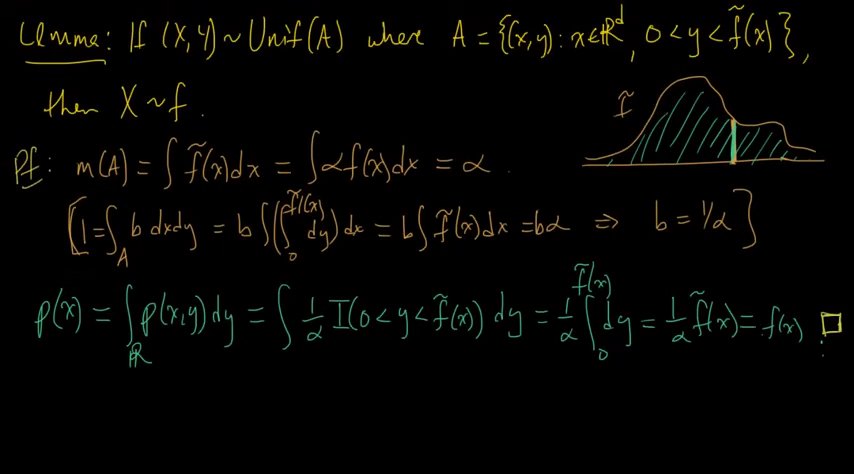 Lemma: If (X,Y) ~ Unif(A) where A = {(x,y): x∈ℝ^d, 0<y<f̃(x)},
then X ~ f.
f̃
Pf: m(A) = ∫ f̃(x)dx = ∫ αf(x)dx = α.
[1 = ∫_A b dxdy = b∫(∫_0^{f̃(x)} dy)dx = b∫ f̃(x)dx = bα ⇒ b = 1/α]
p(x) = ∫_ℝ p(x,y)dy = ∫ 1/α I(0<y<f̃(x)) dy = 1/α ∫_0^{f̃(x)} dy = 1/α f̃(x) = f(x) □